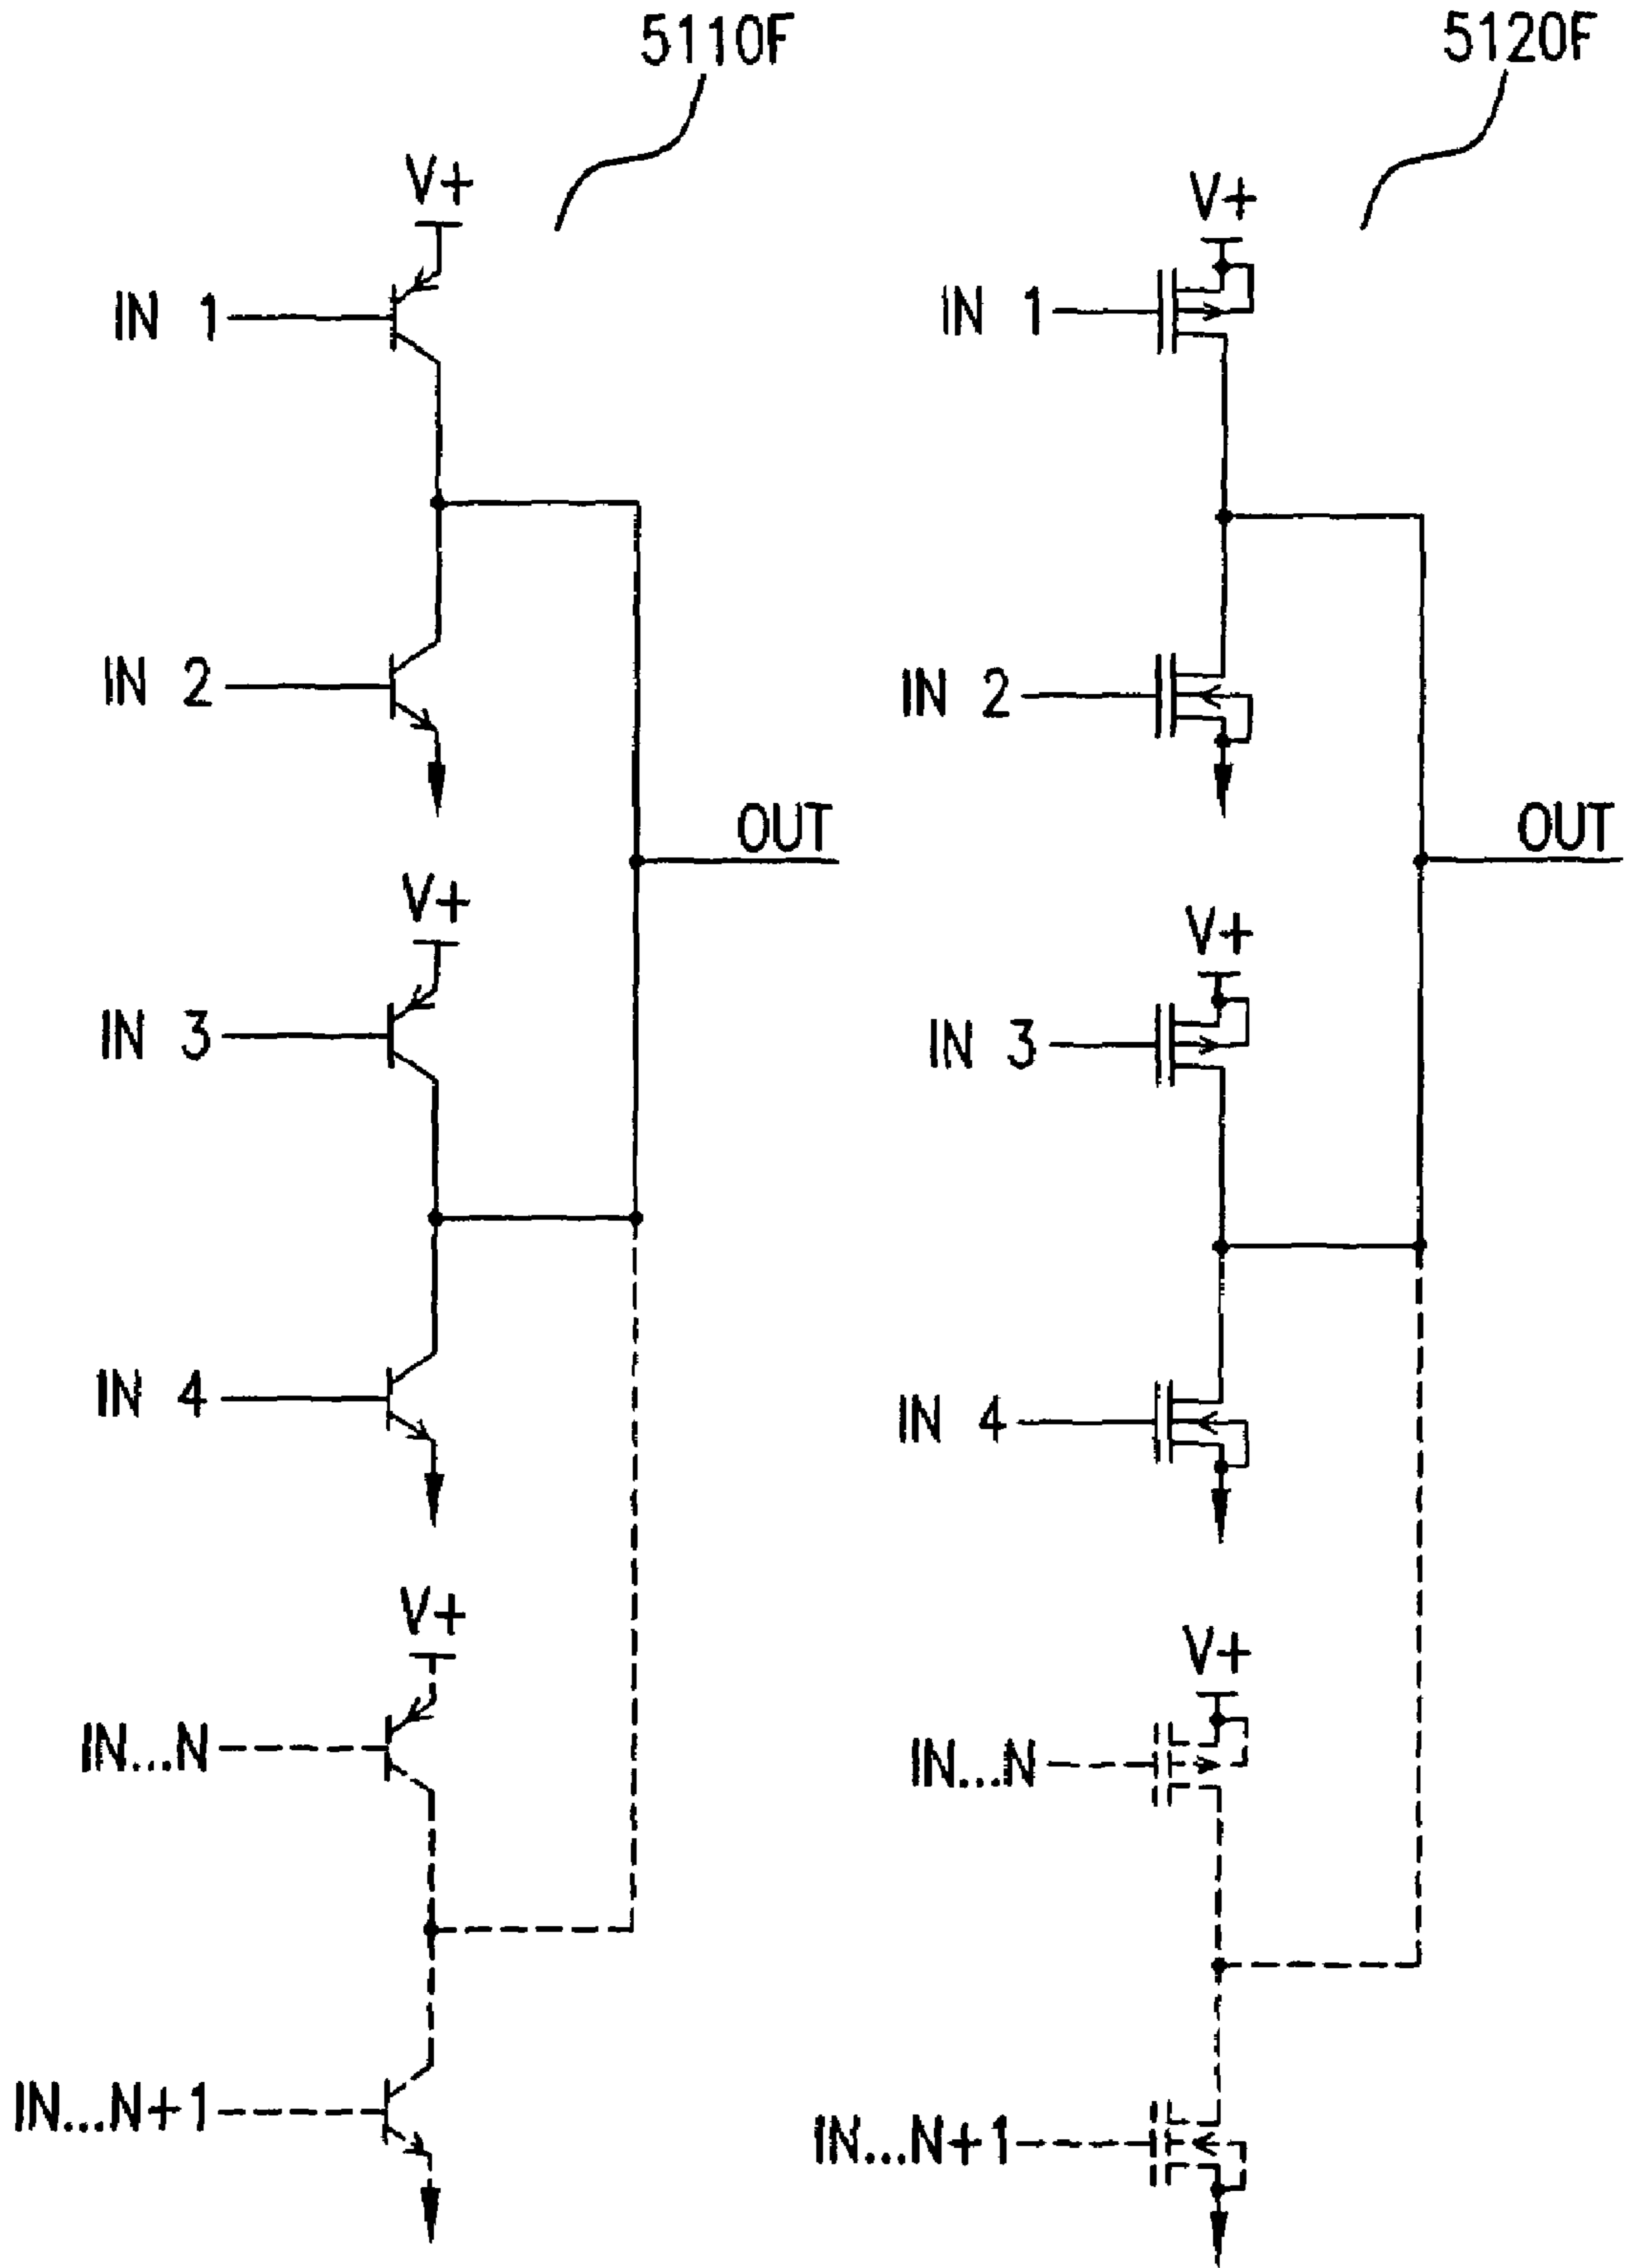 5110F
5120F
V+
IN 1
IN 2
OUT
V+
IN 3
IN 4
V+
IN...N
IN...N+1
V+
IN 1
IN 2
OUT
V+
IN 3
IN 4
V+
IN...N
IN...N+1